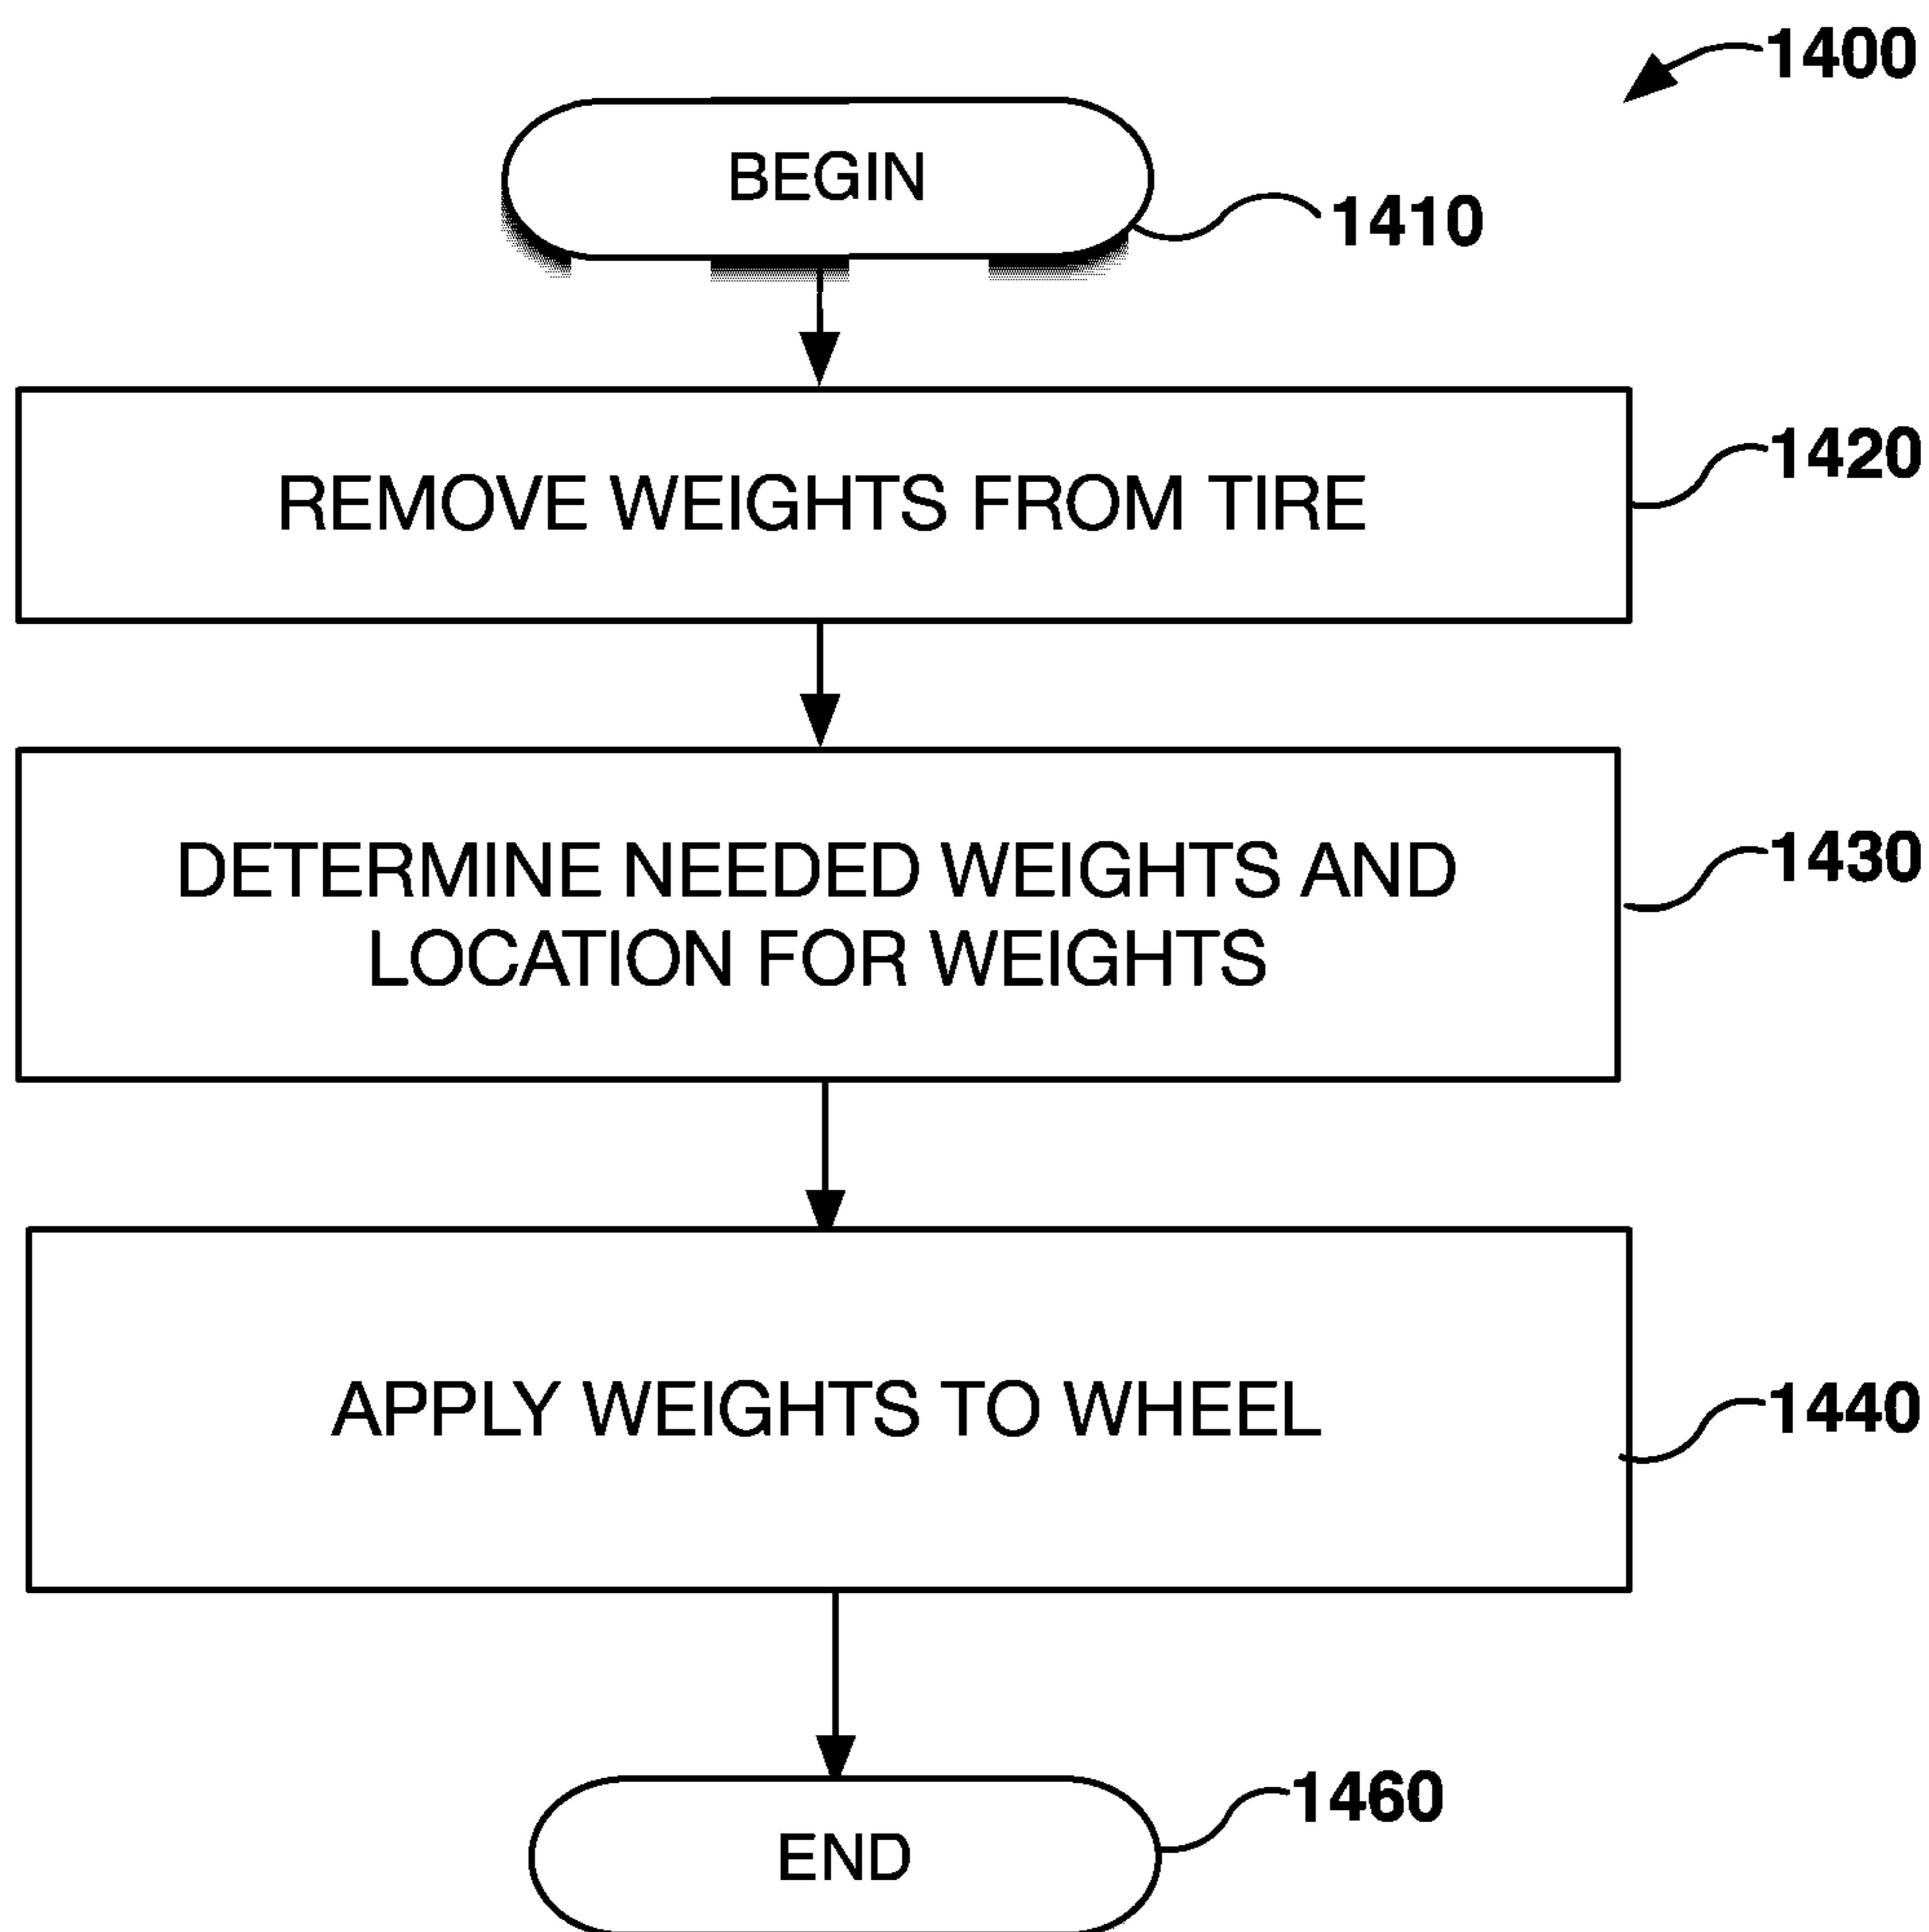 1400
BEGIN
1410
REMOVE WEIGHTS FROM TIRE
1420
DETERMINE NEEDED WEIGHTS AND
LOCATION FOR WEIGHTS
1430
APPLY WEIGHTS TO WHEEL
1440
END
1460